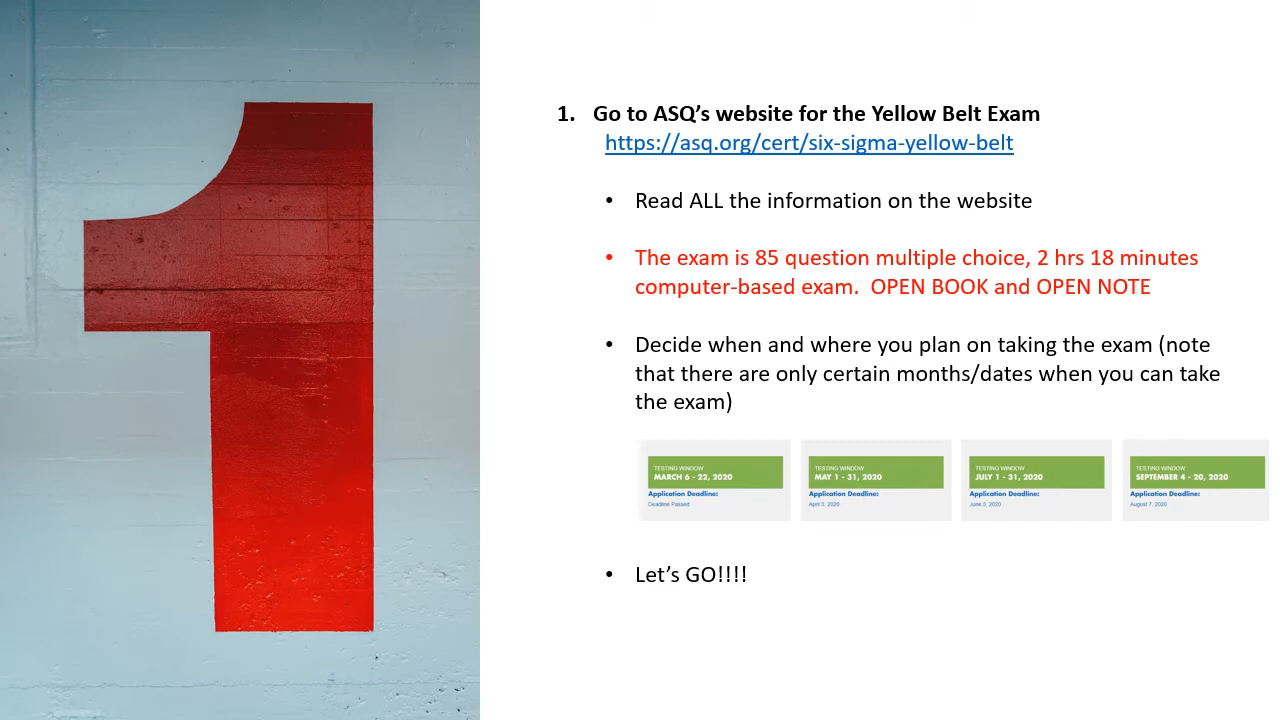 1
1. Go to ASQ’s website for the Yellow Belt Exam
https://asq.org/cert/six-sigma-yellow-belt
• Read ALL the information on the website
• The exam is 85 question multiple choice, 2 hrs 18 minutes
computer-based exam.  OPEN BOOK and OPEN NOTE
• Decide when and where you plan on taking the exam (note
that there are only certain months/dates when you can take
the exam)
TESTING WINDOW
MARCH 6 - 22, 2020
Application Deadline:
Deadline Passed
TESTING WINDOW
MAY 1 - 31, 2020
Application Deadline:
April 3, 2020
TESTING WINDOW
JULY 1 - 31, 2020
Application Deadline:
June 5, 2020
TESTING WINDOW
SEPTEMBER 4 - 20, 2020
Application Deadline:
August 7, 2020
• Let’s GO!!!!